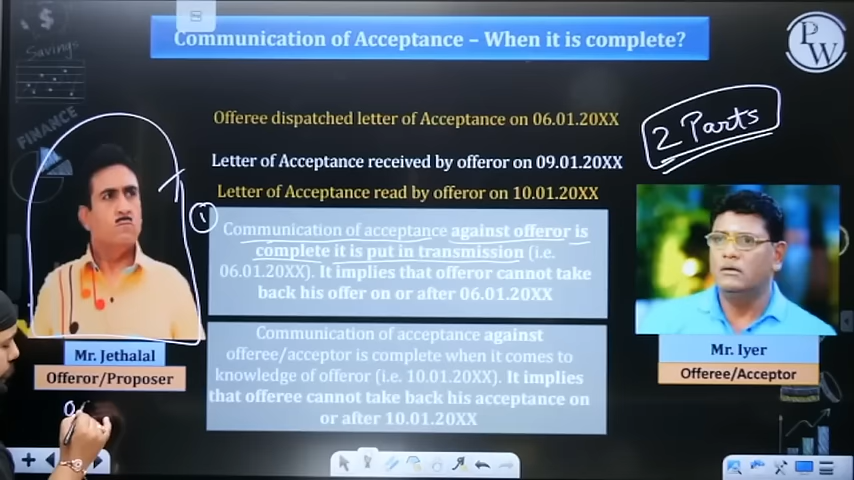 Communication of Acceptance – When it is complete?
P
W
Savings
FINANCE
Offeree dispatched letter of Acceptance on 06.01.20XX
2 Parts
Letter of Acceptance received by offeror on 09.01.20XX
Letter of Acceptance read by offeror on 10.01.20XX
1
Communication of acceptance against offeror is
complete it is put in transmission (i.e.
06.01.20XX). It implies that offeror cannot take
back his offer on or after 06.01.20XX
Communication of acceptance against
offeree/acceptor is complete when it comes to
knowledge of offeror (i.e. 10.01.20XX). It implies
that offeree cannot take back his acceptance on
or after 10.01.20XX
Mr. Jethalal
Offeror/Proposer
Mr. Iyer
Offeree/Acceptor